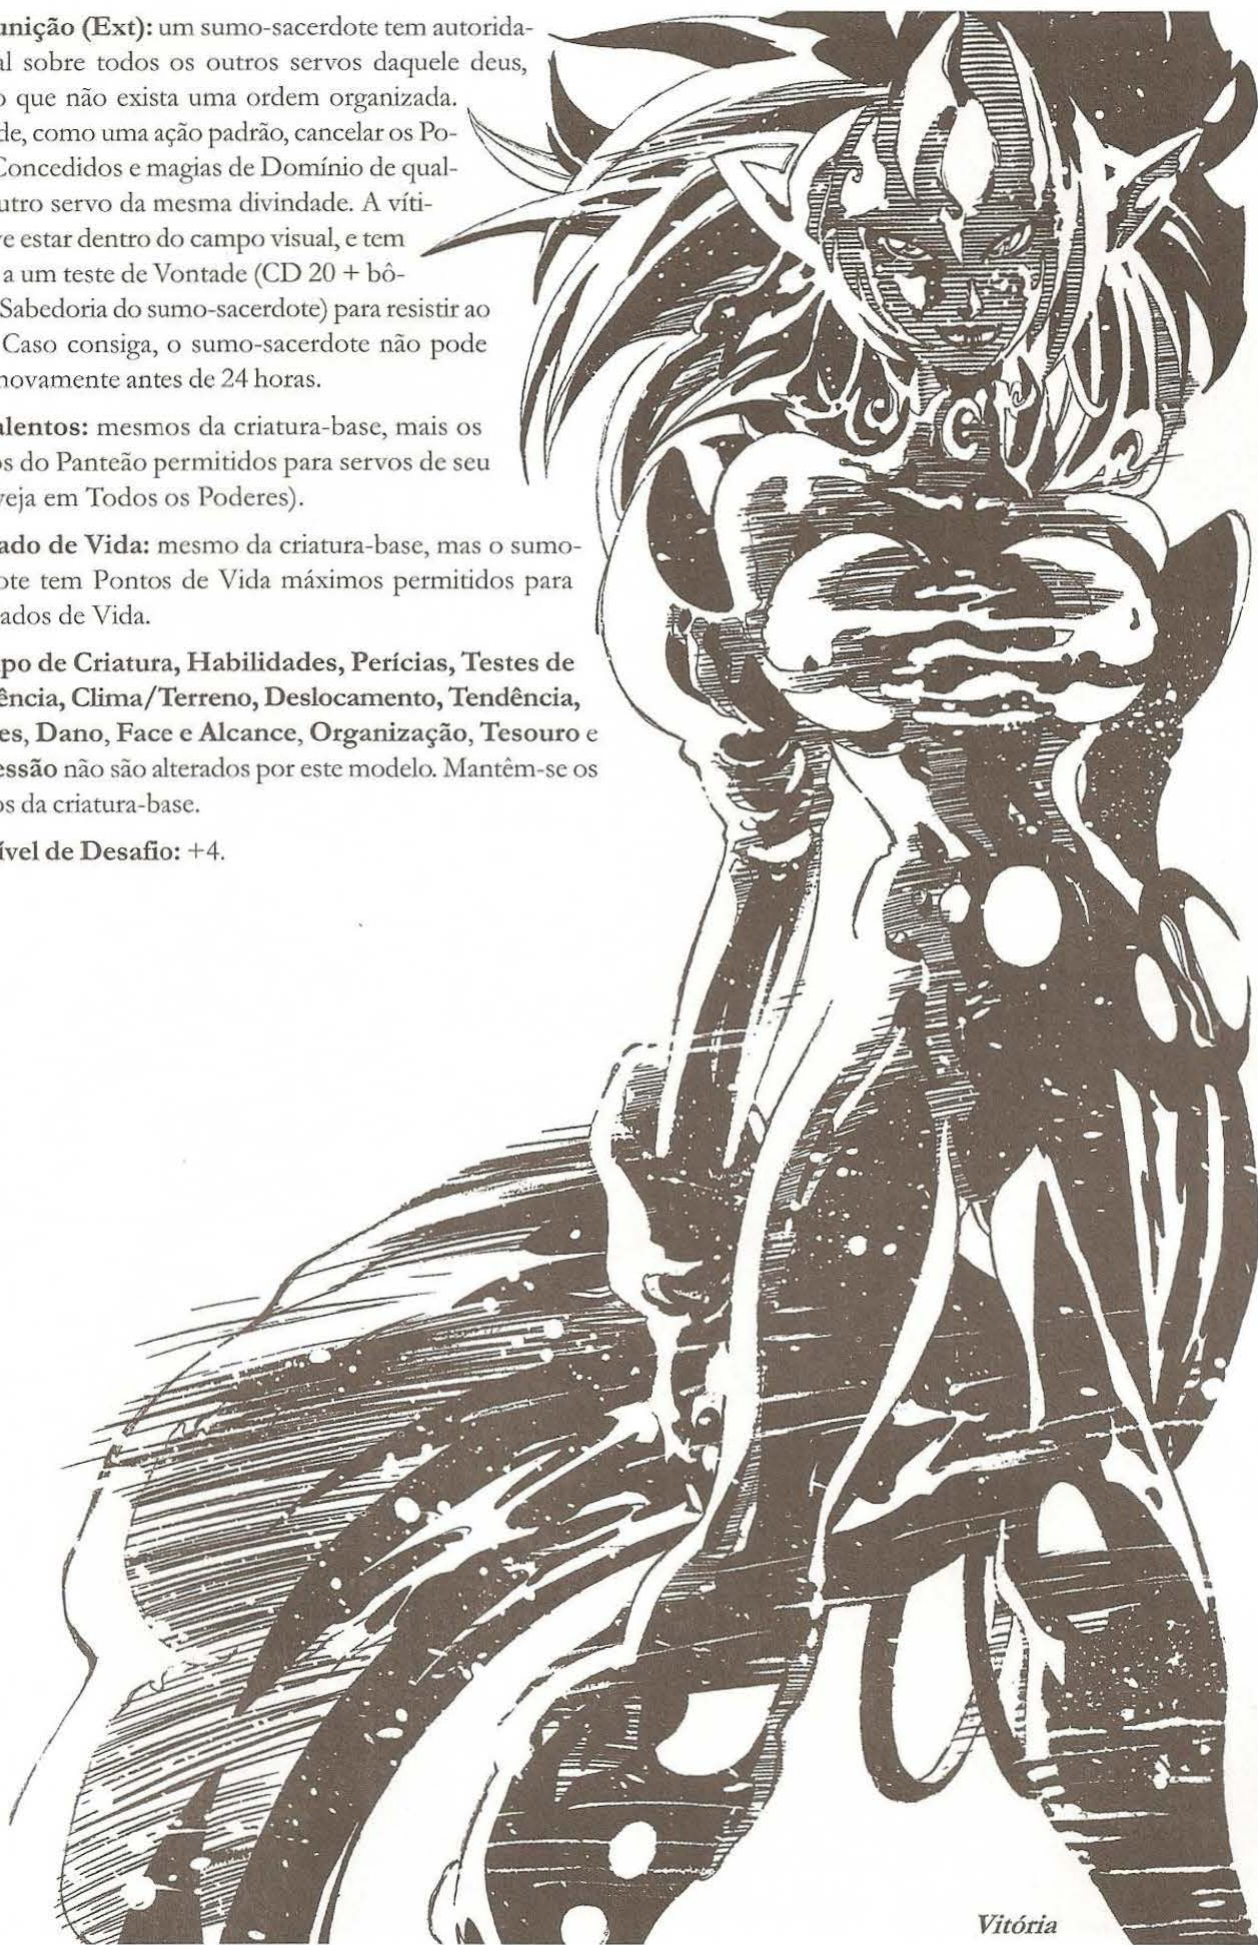 unição (Ext): um sumo-sacerdote tem autorida-
al sobre todos os outros servos daquele deus,
o que não exista uma ordem organizada.
de, como uma ação padrão, cancelar os Po-
Concedidos e magias de Domínio de qual-
utro servo da mesma divindade. A víti-
e estar dentro do campo visual, e tem
a um teste de Vontade (CD 20 + bô-
Sabedoria do sumo-sacerdote) para resistir ao
Caso consiga, o sumo-sacerdote não pode
novamente antes de 24 horas.
alentos: mesmos da criatura-base, mais os
os do Panteão permitidos para servos de seu
veja em Todos os Poderes).
ado de Vida: mesmo da criatura-base, mas o sumo-
ote tem Pontos de Vida máximos permitidos para
ados de Vida.
po de Criatura, Habilidades, Perícias, Testes de
ência, Clima/Terreno, Deslocamento, Tendência,
es, Dano, Face e Alcance, Organização, Tesouro e
essão não são alterados por este modelo. Mantêm-se os
os da criatura-base.
ível de Desafio: +4.
Vitória